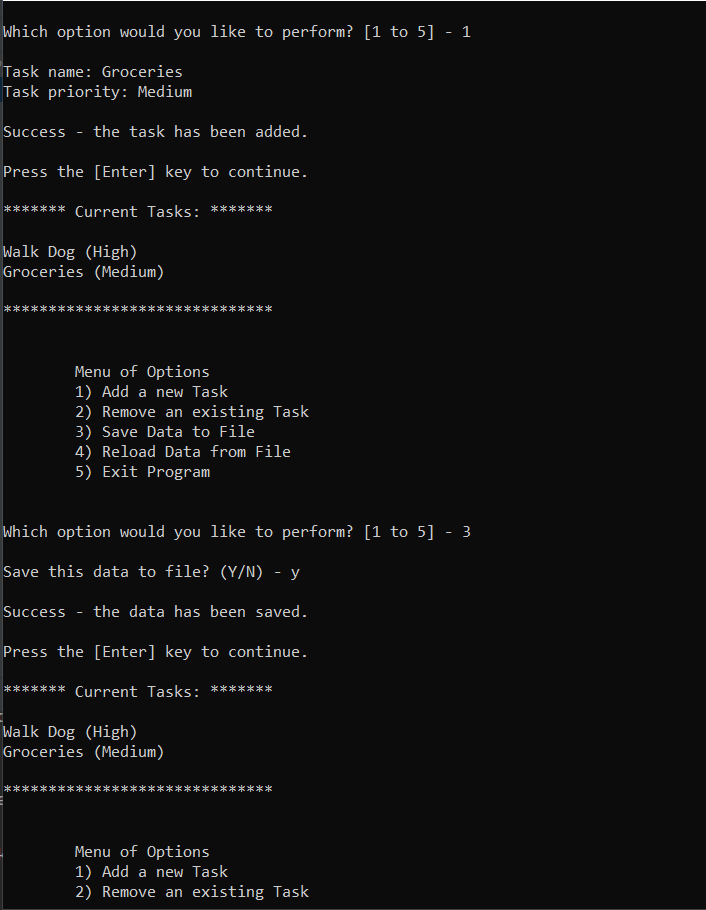 Which option would you like to perform? [1 to 5] - 1
Task name: Groceries
Task priority: Medium
Success - the task has been added.
Press the [Enter] key to continue.
******* Current Tasks: *******
Walk Dog (High)
Groceries (Medium)
******************************
Menu of Options
1) Add a new Task
2) Remove an existing Task
3) Save Data to File
4) Reload Data from File
5) Exit Program
Which option would you like to perform? [1 to 5] - 3
Save this data to file? (Y/N) - y
Success - the data has been saved.
Press the [Enter] key to continue.
******* Current Tasks: *******
Walk Dog (High)
Groceries (Medium)
******************************
Menu of Options
1) Add a new Task
2) Remove an existing Task